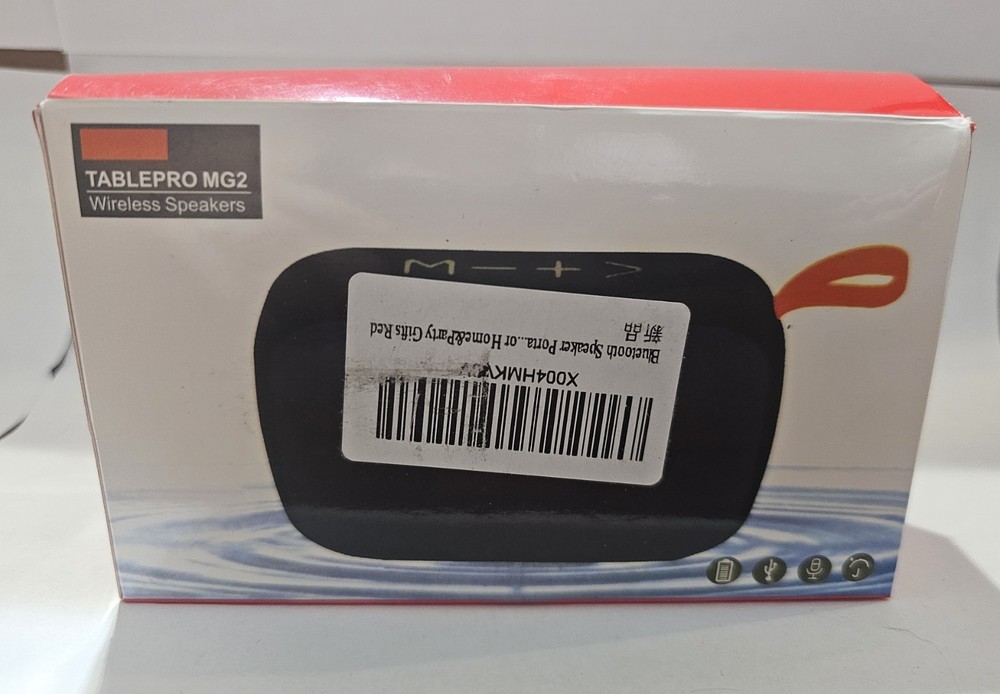 TABLEPRO MG2
Wireless Speakers
M − + >
X004HMK
Bluetooth Speaker Porta...or Home&Party Gifts Red
新品